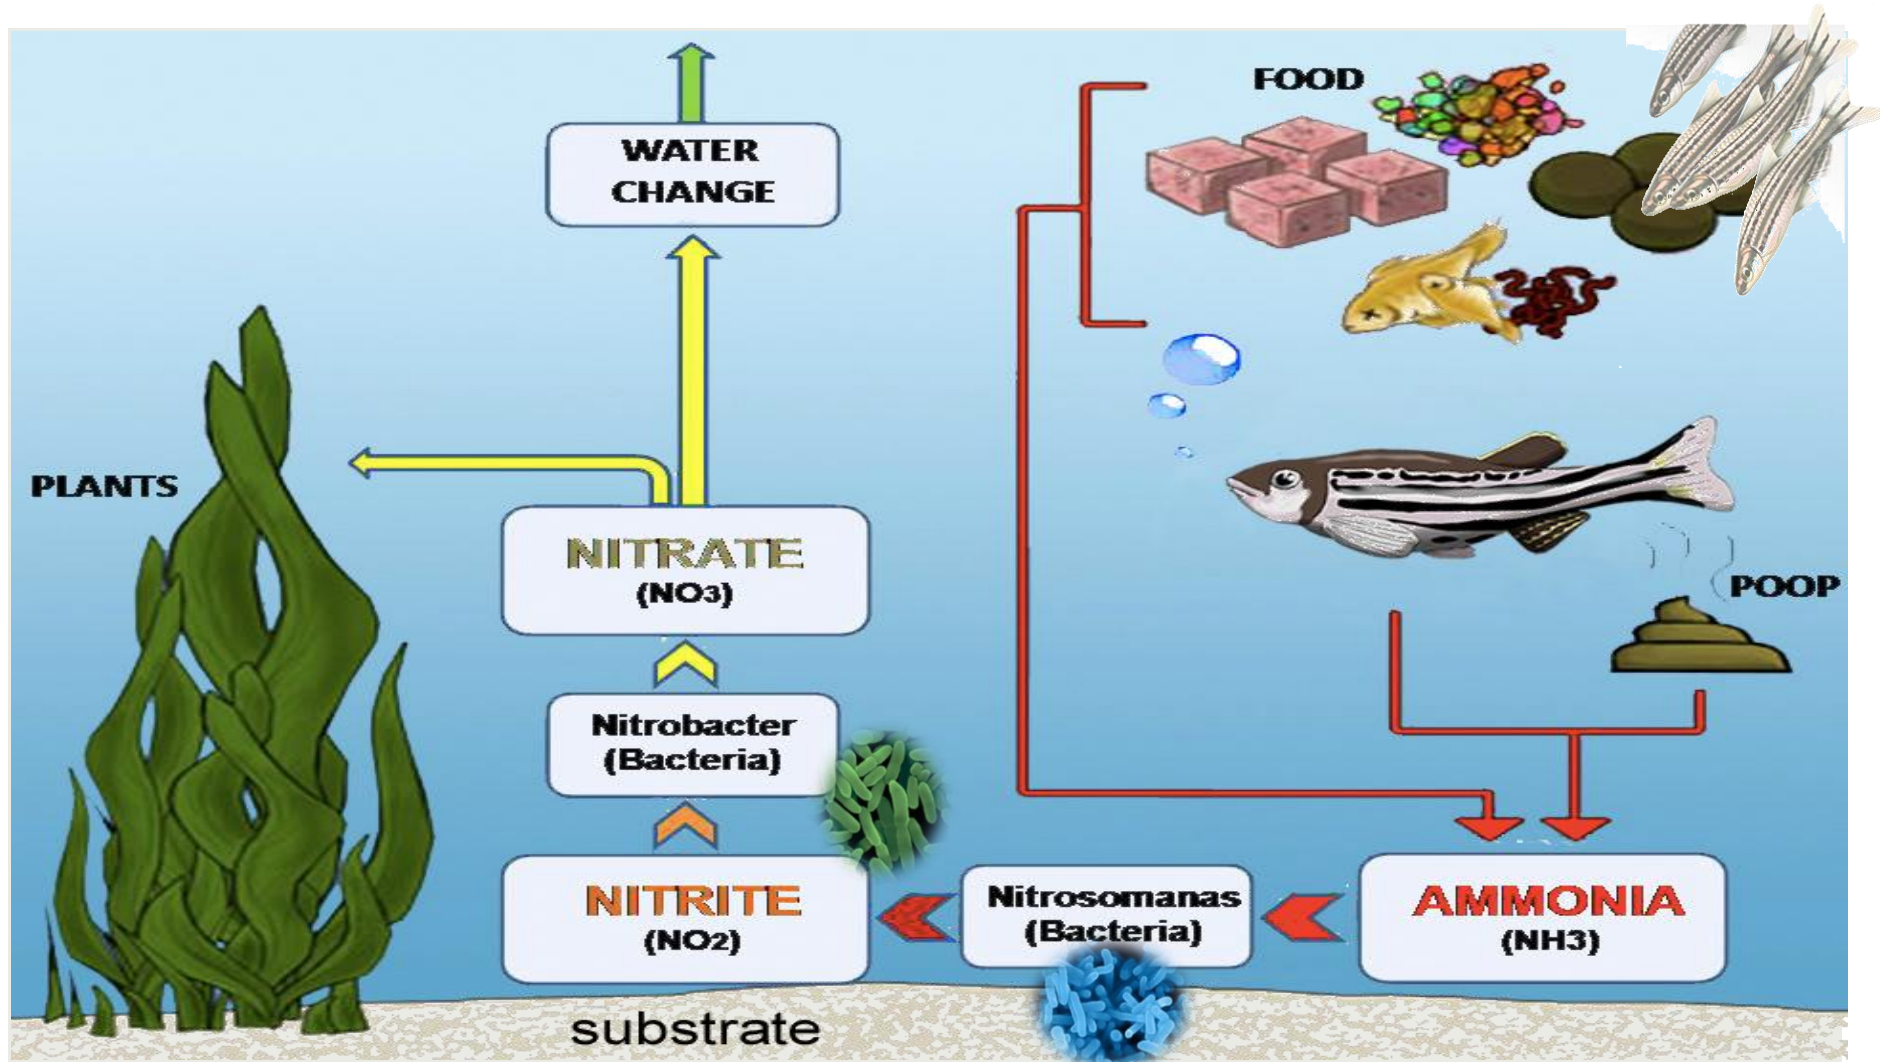 FOOD
WATER
CHANGE
PLANTS
NITRATE
(NO3)
POOP
Nitrobacter
(Bacteria)
NITRITE
(NO2)
Nitrosomanas
(Bacteria)
AMMONIA
(NH3)
substrate